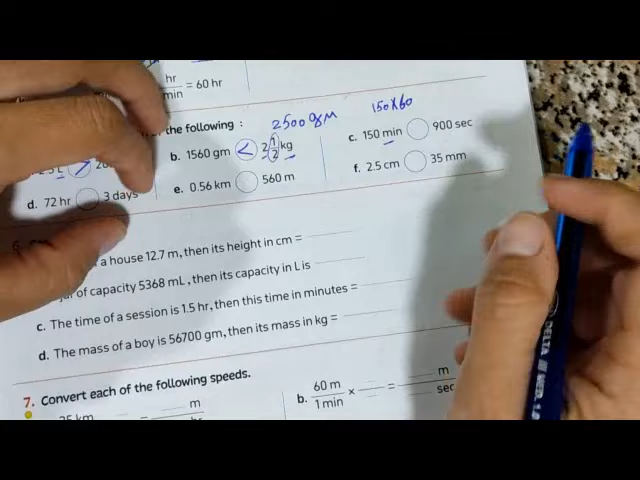 hr
min = 60 hr
the following :
2500 gm
150×60
b. 1560 gm < 2 1/2 kg
c. 150 min 900 sec
d. 72 hr 3 days
e. 0.56 km 560 m
f. 2.5 cm 35 mm
a house 12.7 m, then its height in cm =
of capacity 5368 mL, then its capacity in L is
c. The time of a session is 1.5 hr, then this time in minutes =
d. The mass of a boy is 56700 gm, then its mass in kg =
7. Convert each of the following speeds.
km = m
b. 60 m / 1 min × = m / sec
DELTA